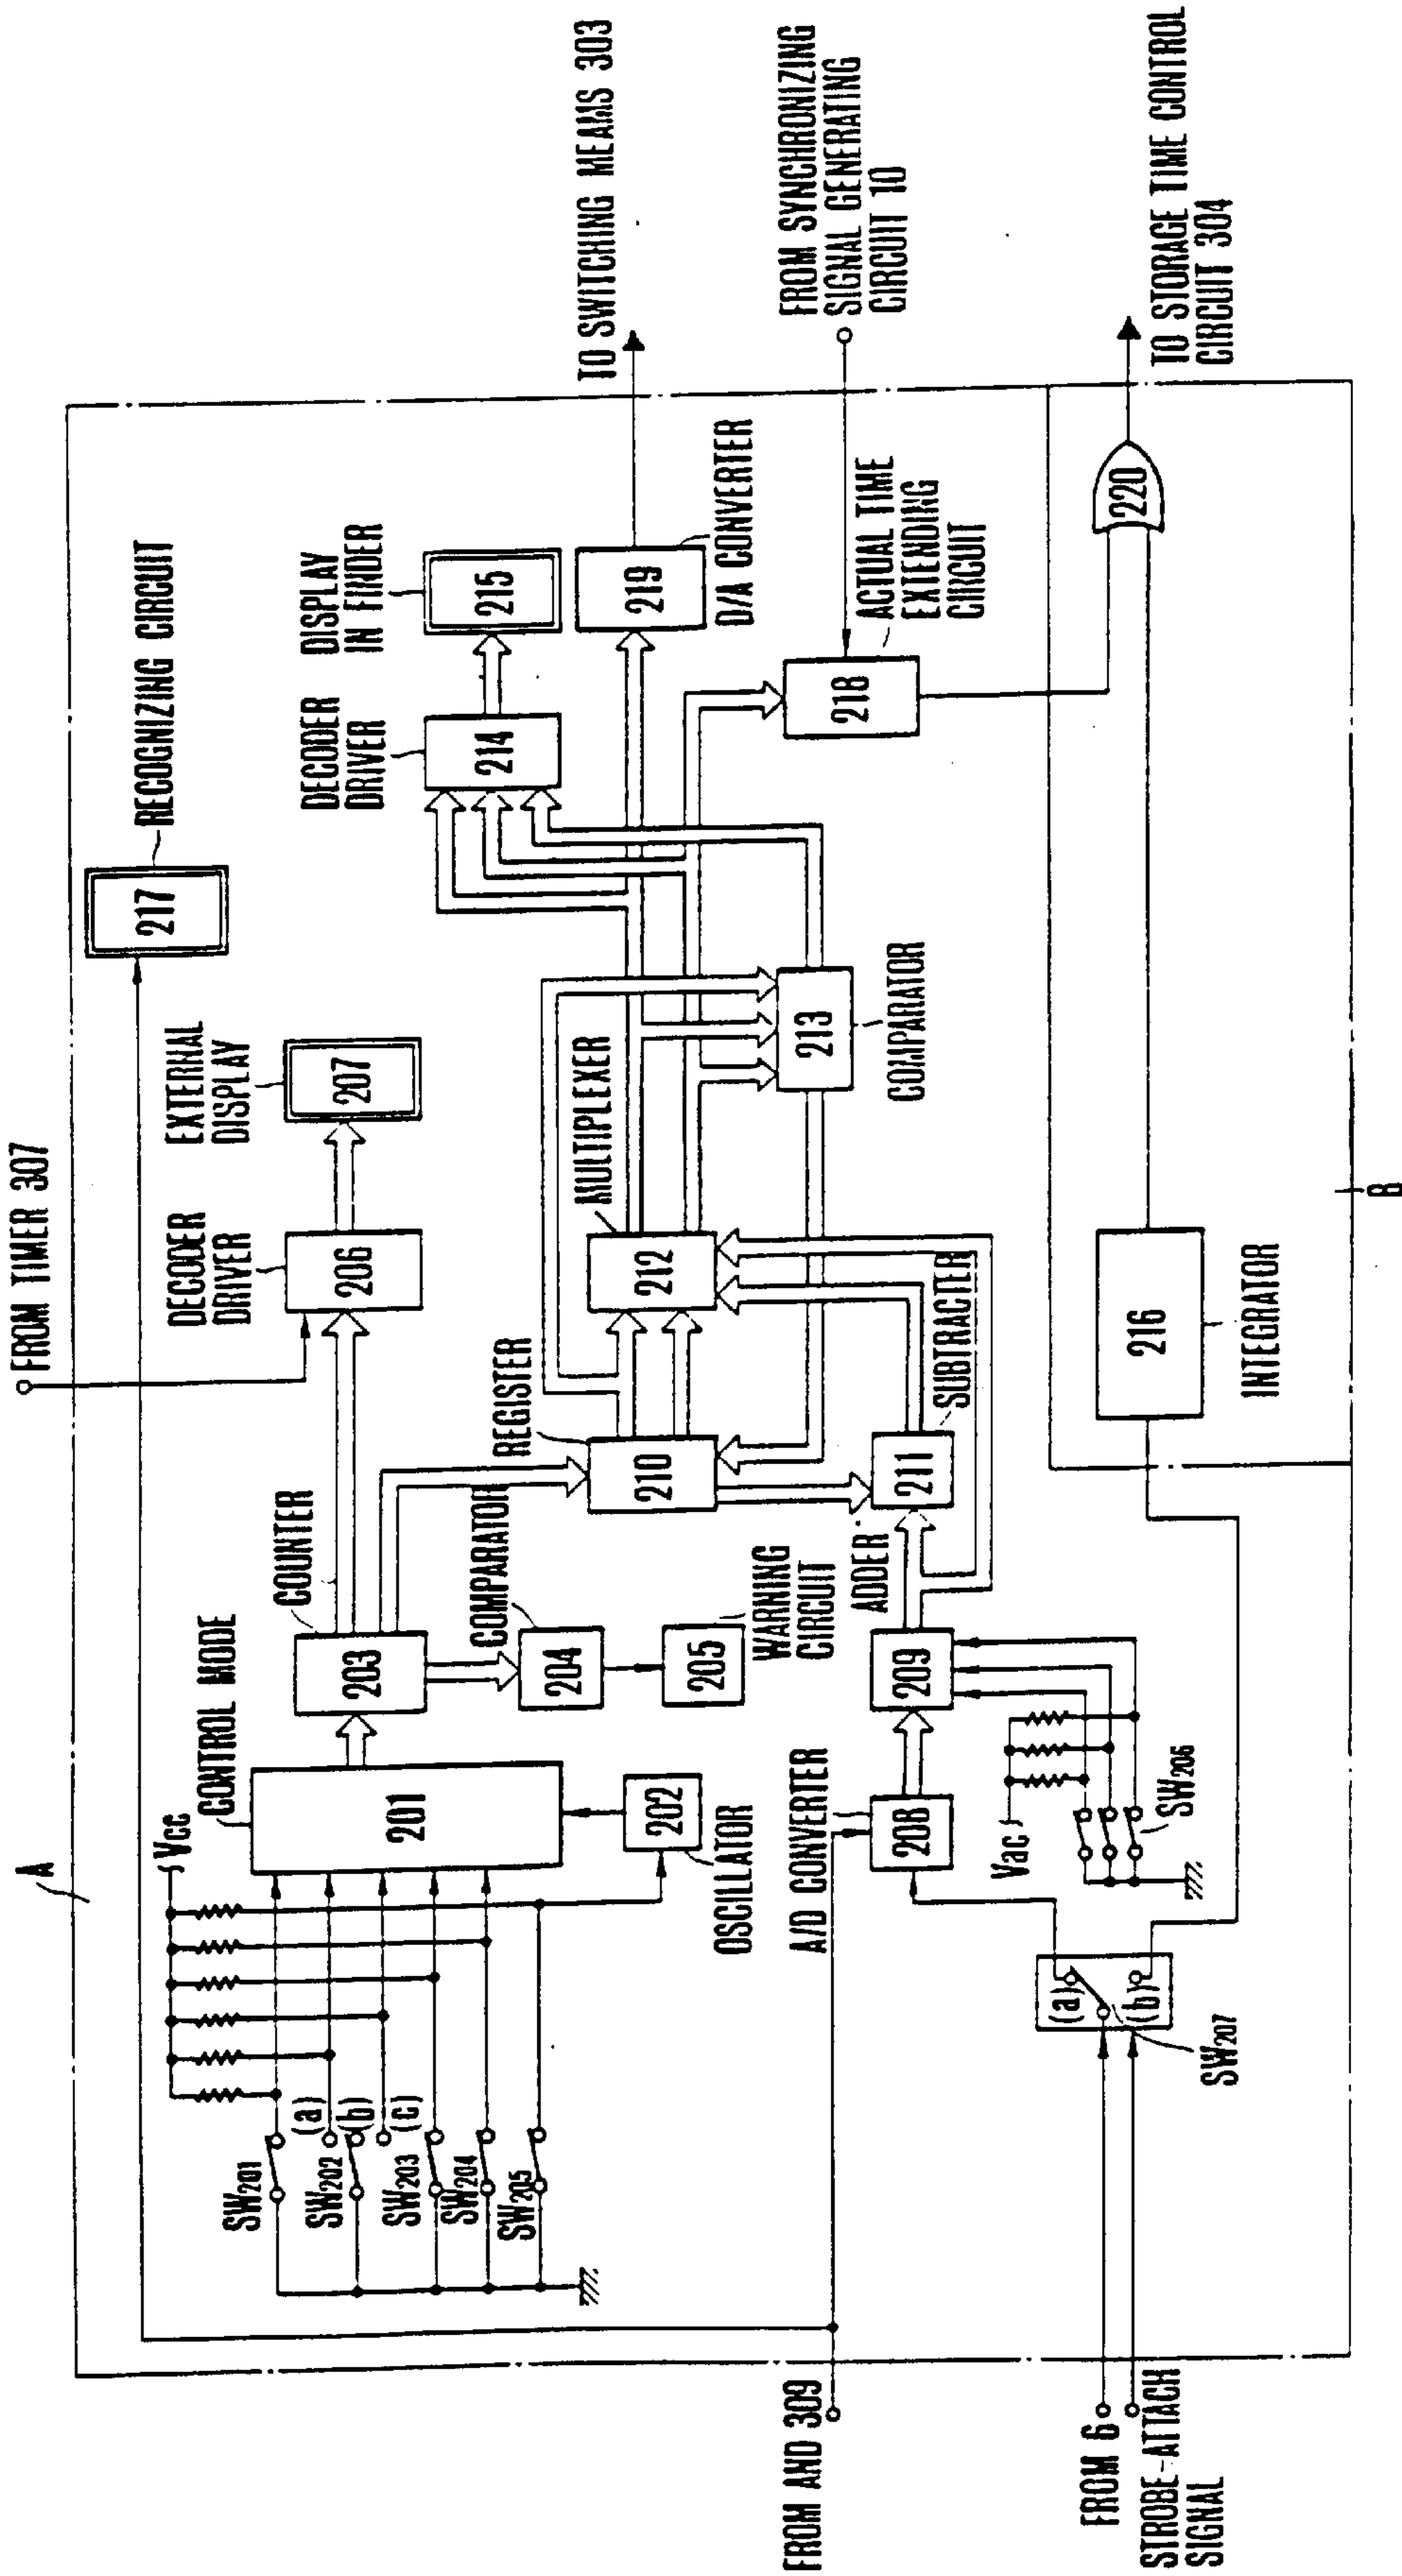 A
FROM TIMER 307
RECOGNIZING CIRCUIT
217
Vcc
CONTROL MODE
201
COUNTER
203
DECODER
DRIVER
206
EXTERNAL
DISPLAY
207
DECODER
DRIVER
214
DISPLAY
IN FINDER
215
SW201
SW202
(a)
(b)
(c)
SW203
SW204
SW205
202
OSCILLATOR
COMPARATOR
204
205
WARNING
CIRCUIT
REGISTER
210
MULTIPLEXER
212
213
COMPARATOR
219
D/A CONVERTER
TO SWITCHING MEANS 303
FROM SYNCHRONIZING
SIGNAL GENERATING
CIRCUIT 10
218
ACTUAL TIME
EXTENDING
CIRCUIT
FROM AND 309
A/D CONVERTER
208
ADDER
209
211
SUBTRACTER
Vac
SW206
FROM 6
STROBE-ATTACH
SIGNAL
(a)
(b)
SW207
216
INTEGRATOR
220
TO STORAGE TIME CONTROL
CIRCUIT 304
B